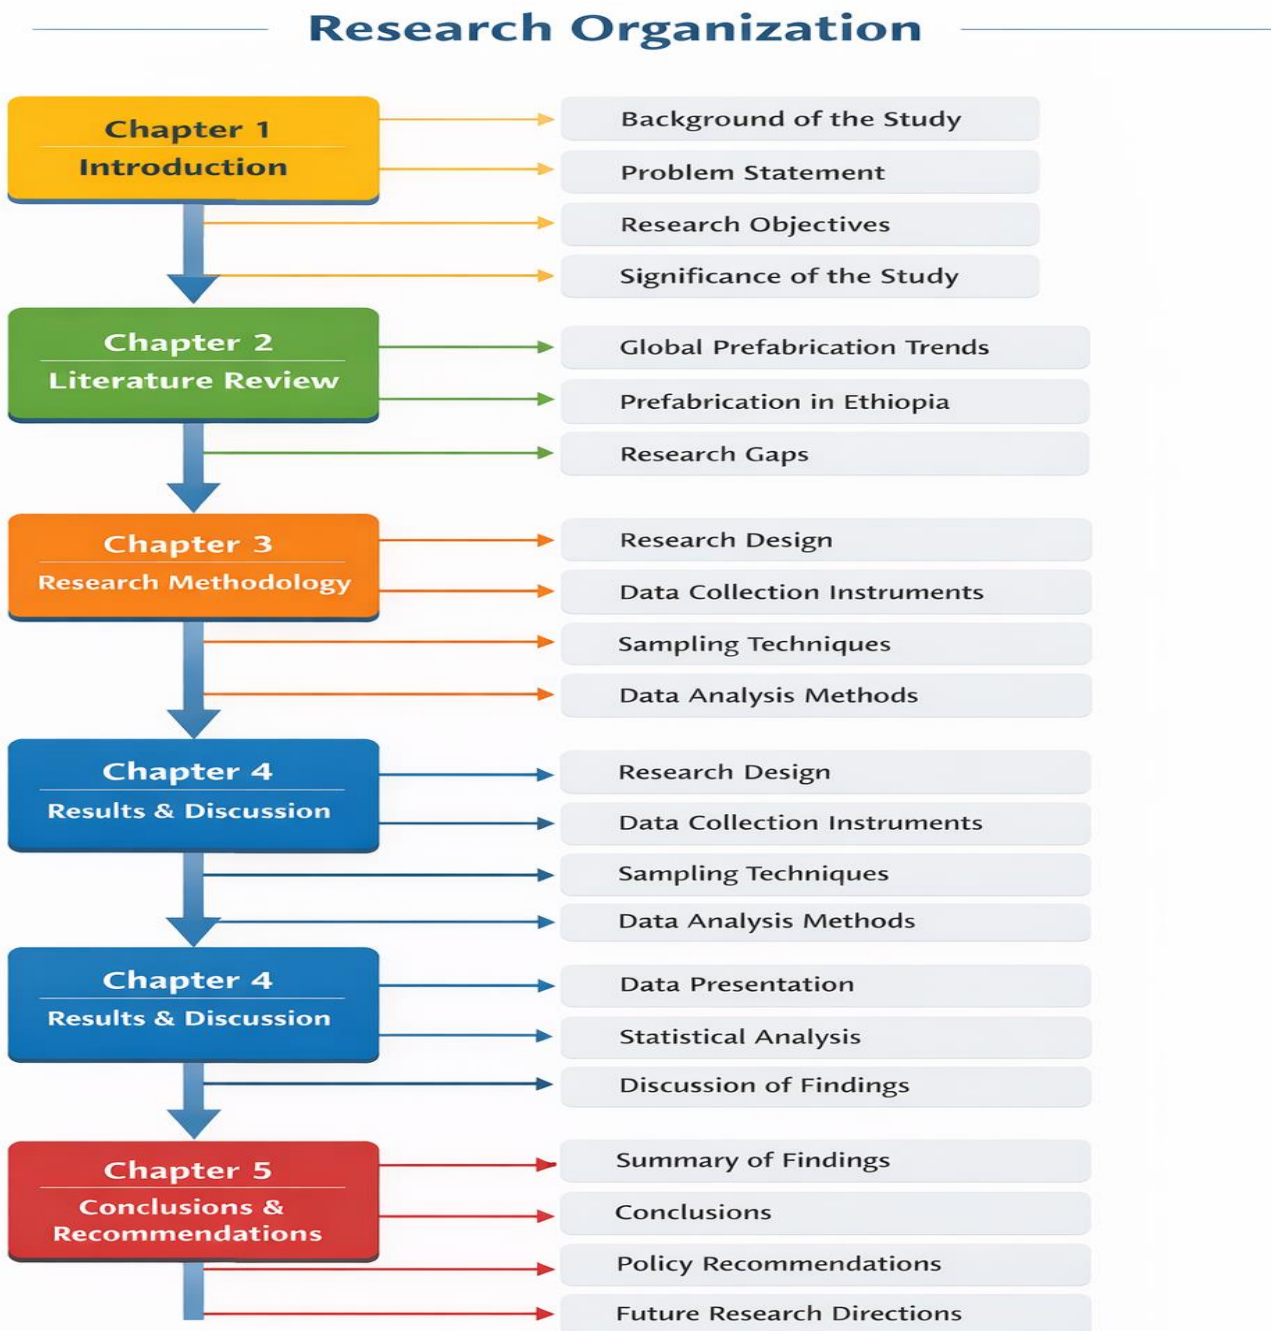 Research Organization
Chapter 1
Introduction
Background of the Study
Problem Statement
Research Objectives
Significance of the Study
Chapter 2
Literature Review
Global Prefabrication Trends
Prefabrication in Ethiopia
Research Gaps
Chapter 3
Research Methodology
Research Design
Data Collection Instruments
Sampling Techniques
Data Analysis Methods
Chapter 4
Results & Discussion
Research Design
Data Collection Instruments
Sampling Techniques
Data Analysis Methods
Chapter 4
Results & Discussion
Data Presentation
Statistical Analysis
Discussion of Findings
Chapter 5
Conclusions &
Recommendations
Summary of Findings
Conclusions
Policy Recommendations
Future Research Directions